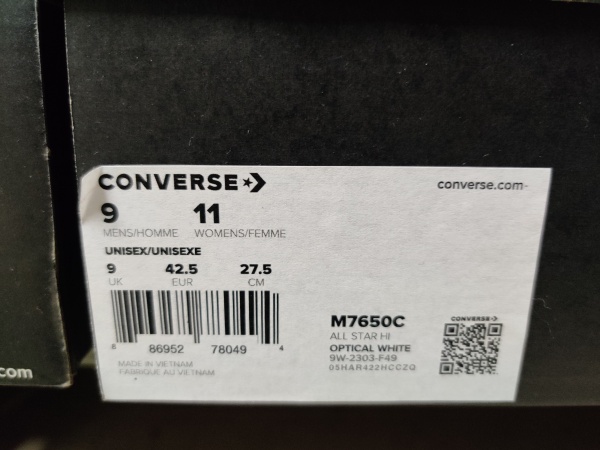 CONVERSE
converse.com
9 11
MENS/HOMME WOMENS/FEMME
UNISEX/UNISEXE
9 42.5 27.5
UK EUR CM
8 86952 78049 4
MADE IN VIETNAM
FABRIQUE AU VIETNAM
M7650C
ALL STAR HI
OPTICAL WHITE
9W-2303-F49
05HAR422HCCZQ
CONVERSE
.com